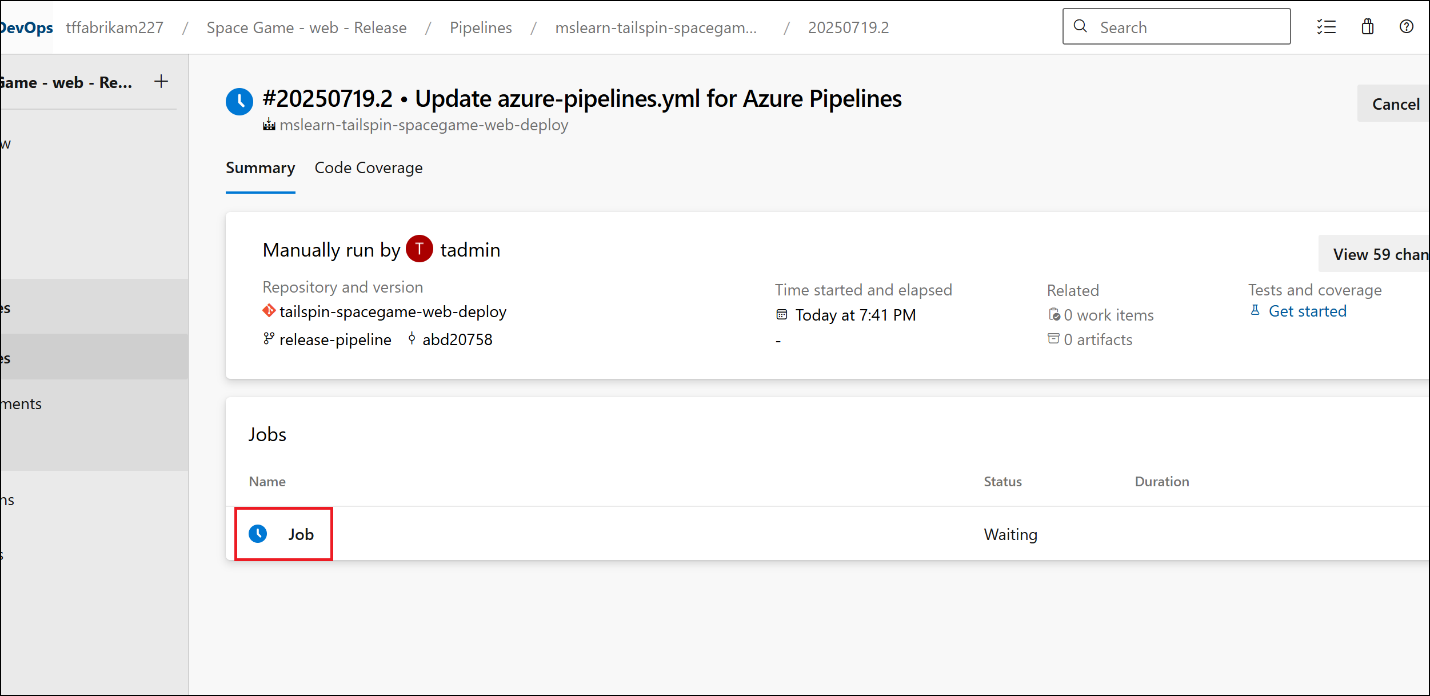 DevOps tffabrikam227 / Space Game - web - Release / Pipelines / mslearn-tailspin-spacegam... / 20250719.2 Search
Game - web - Re... +
#20250719.2 • Update azure-pipelines.yml for Azure Pipelines
Cancel
mslearn-tailspin-spacegame-web-deploy
w
Summary Code Coverage
Manually run by T tadmin
View 59 chan
Repository and version
Time started and elapsed
Related
Tests and coverage
es
tailspin-spacegame-web-deploy
Today at 7:41 PM
0 work items
Get started
release-pipeline abd20758
-
0 artifacts
es
ments
Jobs
Name Status Duration
ns
Job Waiting
s